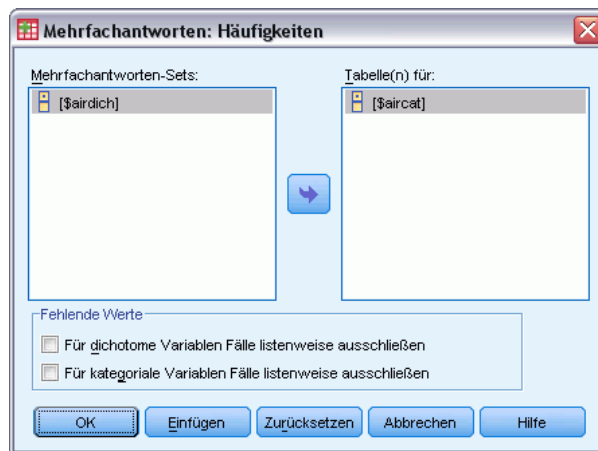 Mehrfachantworten: Häufigkeiten
Mehrfachantworten-Sets:
[$airdich]
Tabelle(n) für:
[$aircat]
Fehlende Werte
Für dichotome Variablen Fälle listenweise ausschließen
Für kategoriale Variablen Fälle listenweise ausschließen
OK Einfügen Zurücksetzen Abbrechen Hilfe